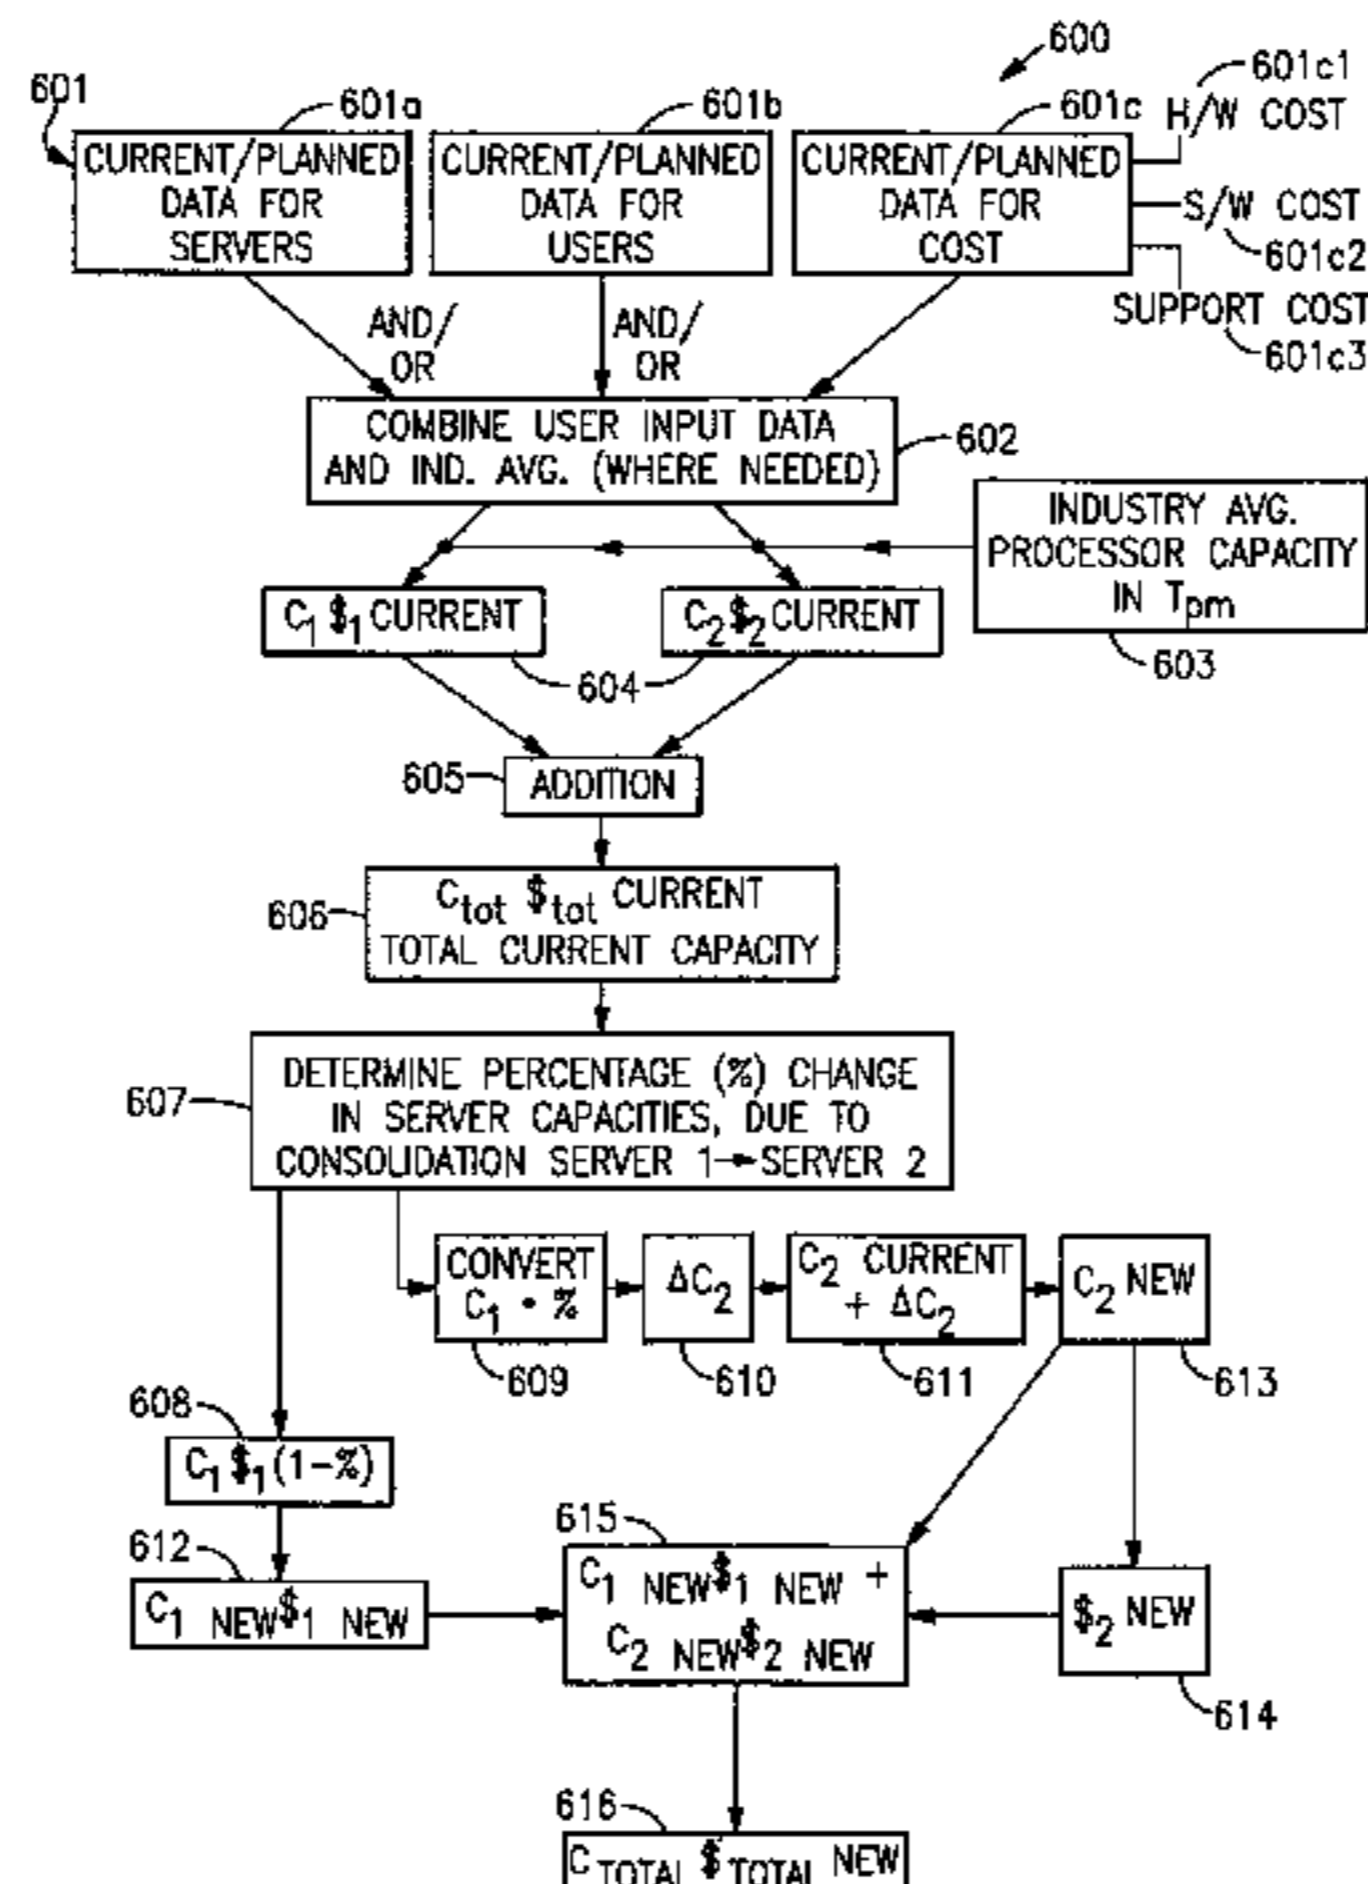 600
601
601a
601b
601c
601c1
H/W COST
CURRENT/PLANNED
DATA FOR
SERVERS
CURRENT/PLANNED
DATA FOR
USERS
CURRENT/PLANNED
DATA FOR
COST
S/W COST
601c2
SUPPORT COST
601c3
AND/
OR
AND/
OR
COMBINE USER INPUT DATA
AND IND. AVG. (WHERE NEEDED)
602
INDUSTRY AVG.
PROCESSOR CAPACITY
IN Tpm
603
C1 $1 CURRENT
C2 $2 CURRENT
604
605
ADDITION
606
Ctot $tot CURRENT
TOTAL CURRENT CAPACITY
607
DETERMINE PERCENTAGE (%) CHANGE
IN SERVER CAPACITIES, DUE TO
CONSOLIDATION SERVER 1→SERVER 2
CONVERT
C1 • %
609
ΔC2
610
C2 CURRENT
+ ΔC2
611
C2 NEW
613
608
C1 $1 (1-%)
612
C1 NEW $1 NEW
615
C1 NEW $1 NEW +
C2 NEW $2 NEW
$2 NEW
614
616
C TOTAL $ TOTAL NEW